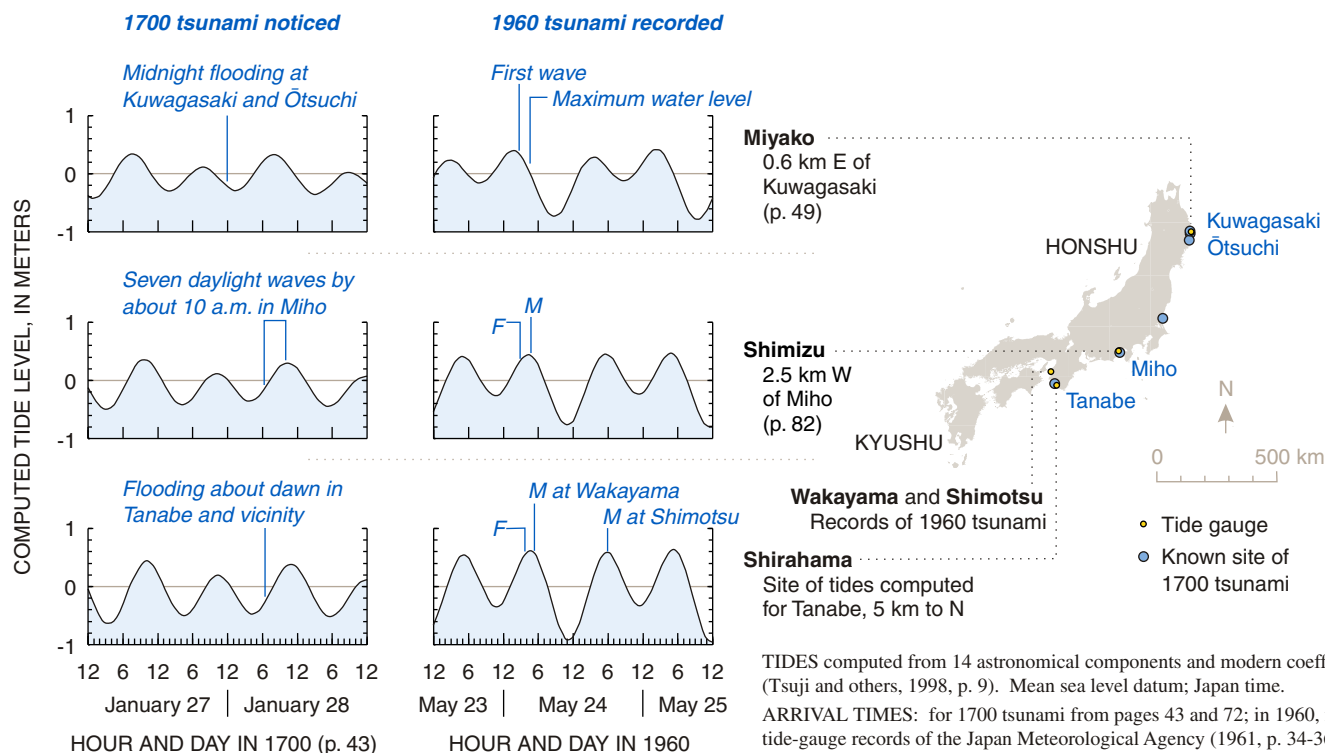 1700 tsunami noticed
1960 tsunami recorded
Midnight flooding at
Kuwagasaki and Ōtsuchi
First wave
Maximum water level
1
0
-1
Miyako
0.6 km E of
Kuwagasaki
(p. 49)
COMPUTED TIDE LEVEL, IN METERS
Seven daylight waves by
about 10 a.m. in Miho
F
M
1
0
-1
Shimizu
2.5 km W
of Miho
(p. 82)
Flooding about dawn in
Tanabe and vicinity
F
M at Wakayama
M at Shimotsu
1
0
-1
Wakayama and Shimotsu
Records of 1960 tsunami
Shirahama
Site of tides computed
for Tanabe, 5 km to N
12 6 12 6 12 6 12 6 12
12 6 12 6 12 6 12 6 12
January 27
January 28
May 23
May 24
May 25
HOUR AND DAY IN 1700 (p. 43)
HOUR AND DAY IN 1960
HONSHU
Kuwagasaki
Ōtsuchi
Miho
Tanabe
KYUSHU
N
0 500 km
Tide gauge
Known site of
1700 tsunami
TIDES computed from 14 astronomical components and modern coeff
(Tsuji and others, 1998, p. 9). Mean sea level datum; Japan time.
ARRIVAL TIMES: for 1700 tsunami from pages 43 and 72; in 1960,
tide-gauge records of the Japan Meteorological Agency (1961, p. 34-3